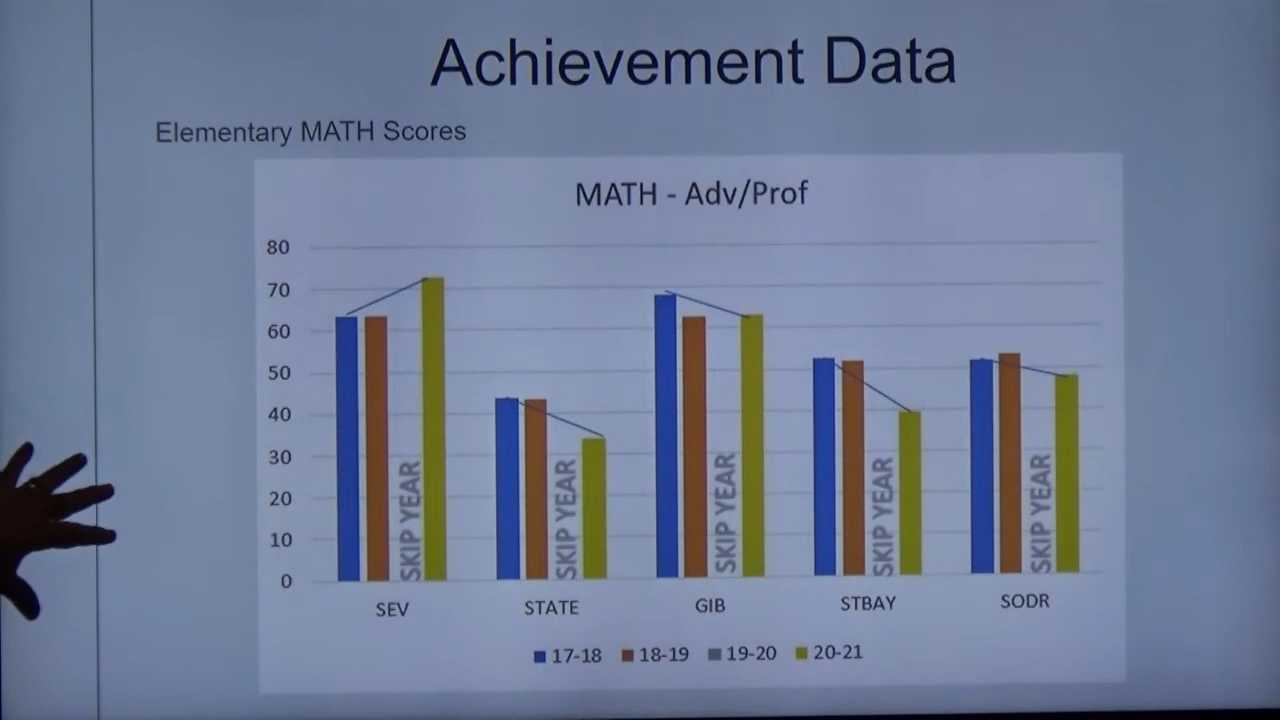 Achievement Data
Elementary MATH Scores
MATH - Adv/Prof
80
70
60
50
40
30
20
10
0
SKIP YEAR
SKIP YEAR
SKIP YEAR
SKIP YEAR
SKIP YEAR
SEV
STATE
GIB
STBAY
SODR
17-18
18-19
19-20
20-21